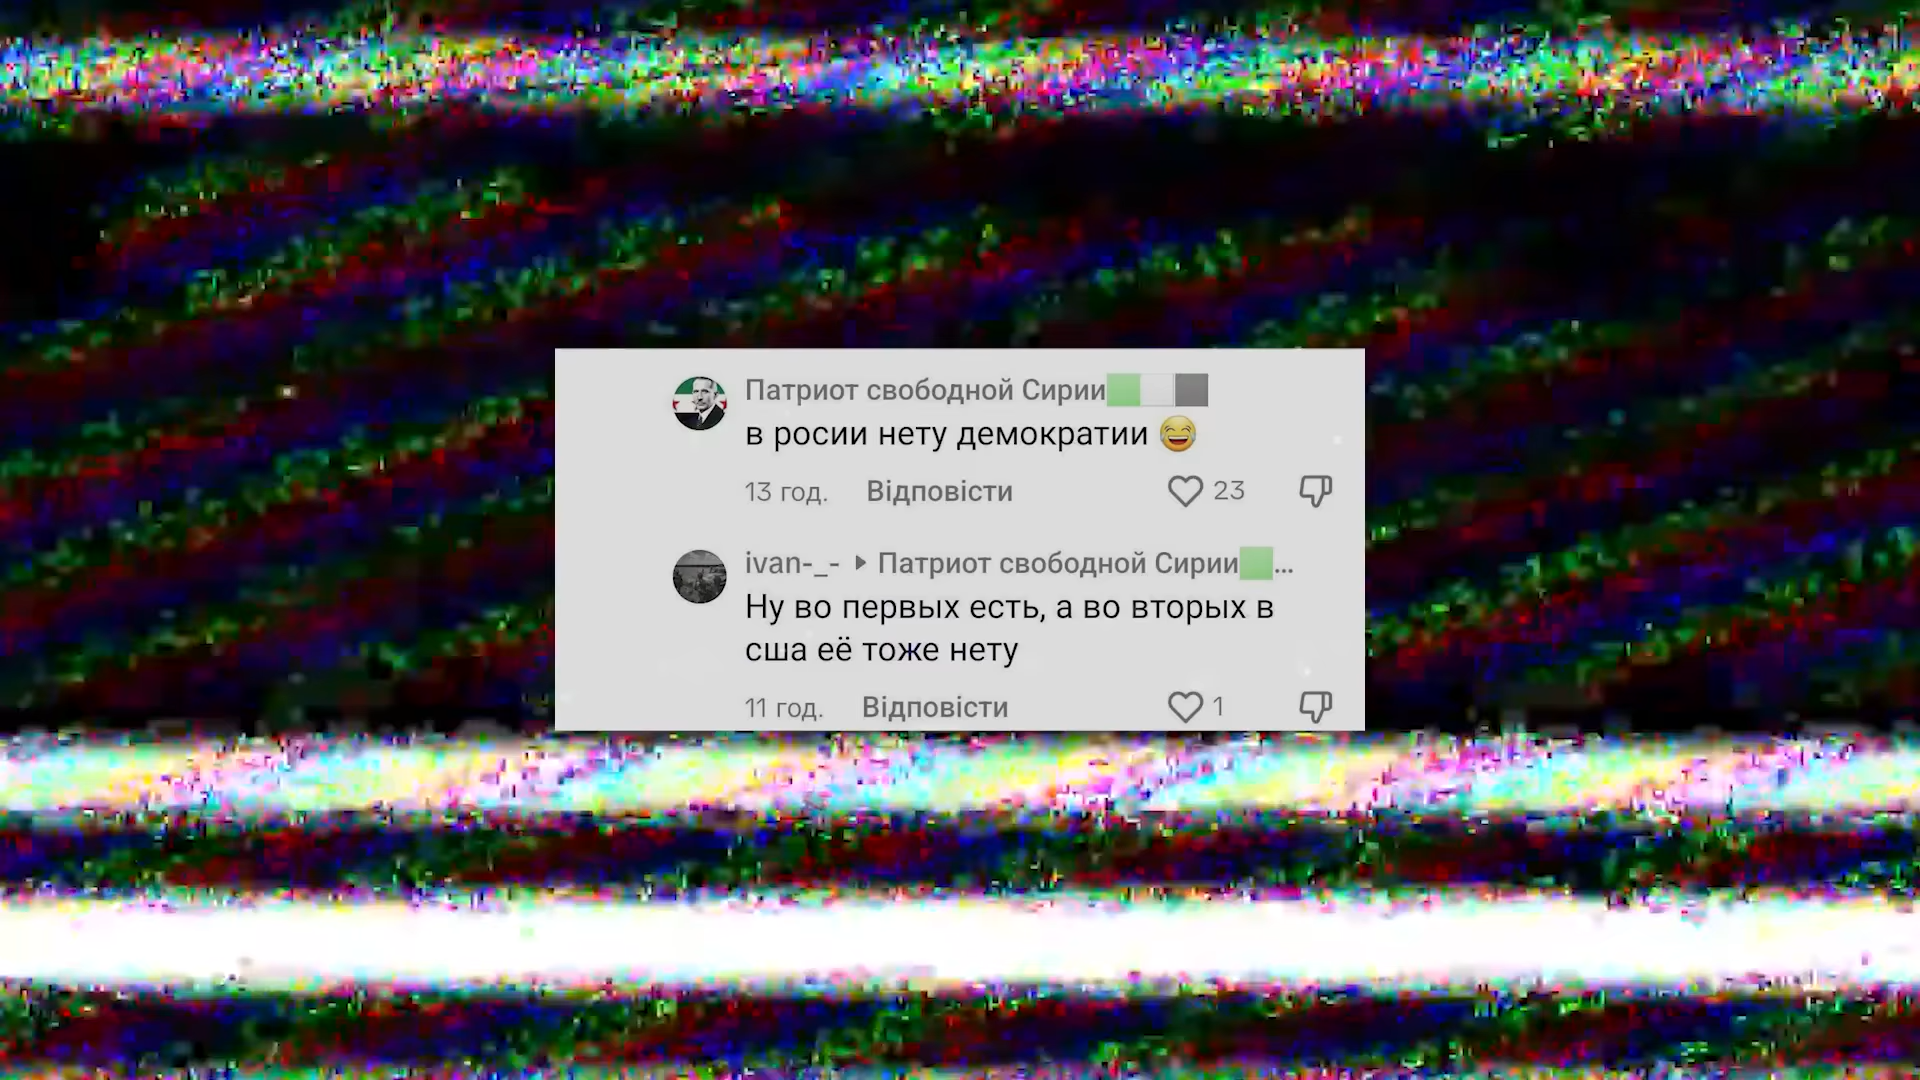 Патриот свободной Сирии🟩⬜⬛
в росии нету демократии 😂
13 год. Відповісти 23
ivan-_- ▸ Патриот свободной Сирии🟩...
Ну во первых есть, а во вторых в
сша её тоже нету
11 год. Відповісти 1